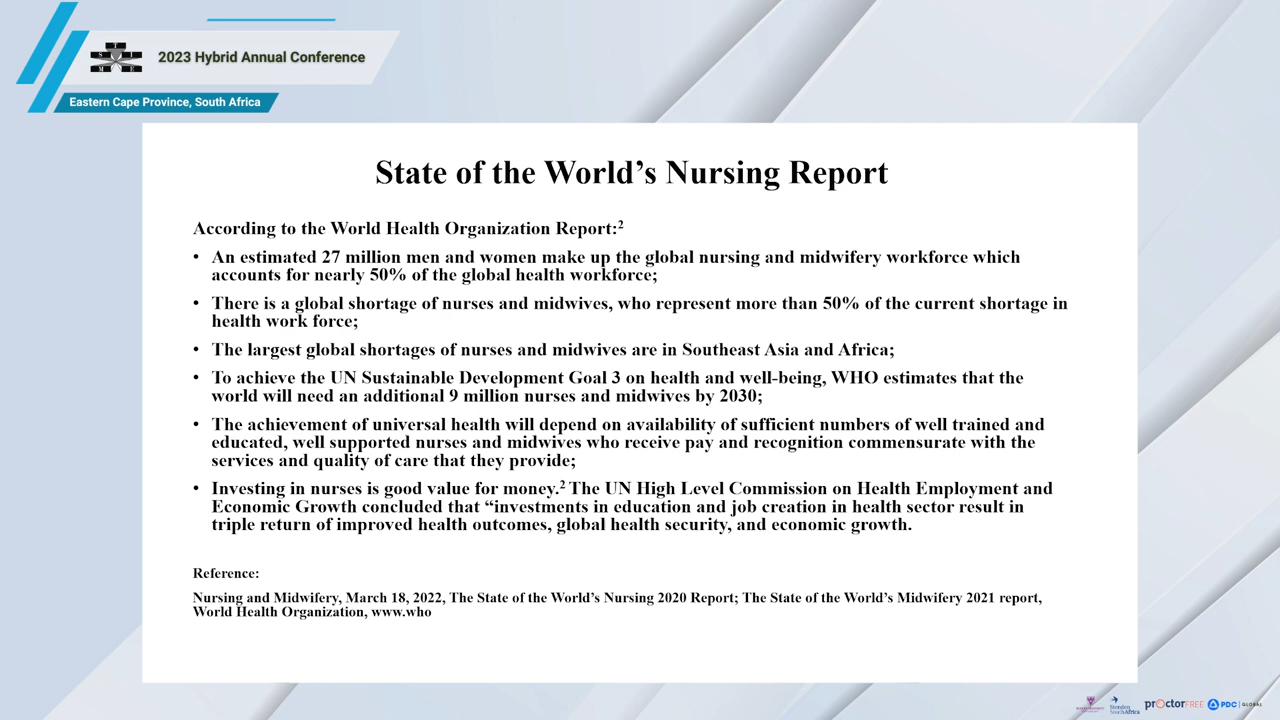 2023 Hybrid Annual Conference
Eastern Cape Province, South Africa
State of the World’s Nursing Report
According to the World Health Organization Report:2
• An estimated 27 million men and women make up the global nursing and midwifery workforce which
accounts for nearly 50% of the global health workforce;
• There is a global shortage of nurses and midwives, who represent more than 50% of the current shortage in
health work force;
• The largest global shortages of nurses and midwives are in Southeast Asia and Africa;
• To achieve the UN Sustainable Development Goal 3 on health and well-being, WHO estimates that the
world will need an additional 9 million nurses and midwives by 2030;
• The achievement of universal health will depend on availability of sufficient numbers of well trained and
educated, well supported nurses and midwives who receive pay and recognition commensurate with the
services and quality of care that they provide;
• Investing in nurses is good value for money.2 The UN High Level Commission on Health Employment and
Economic Growth concluded that “investments in education and job creation in health sector result in
triple return of improved health outcomes, global health security, and economic growth.
Reference:
Nursing and Midwifery, March 18, 2022, The State of the World’s Nursing 2020 Report; The State of the World’s Midwifery 2021 report,
World Health Organization, www.who
Stenden
South Africa
proctorFREE
PDC | GLOBAL